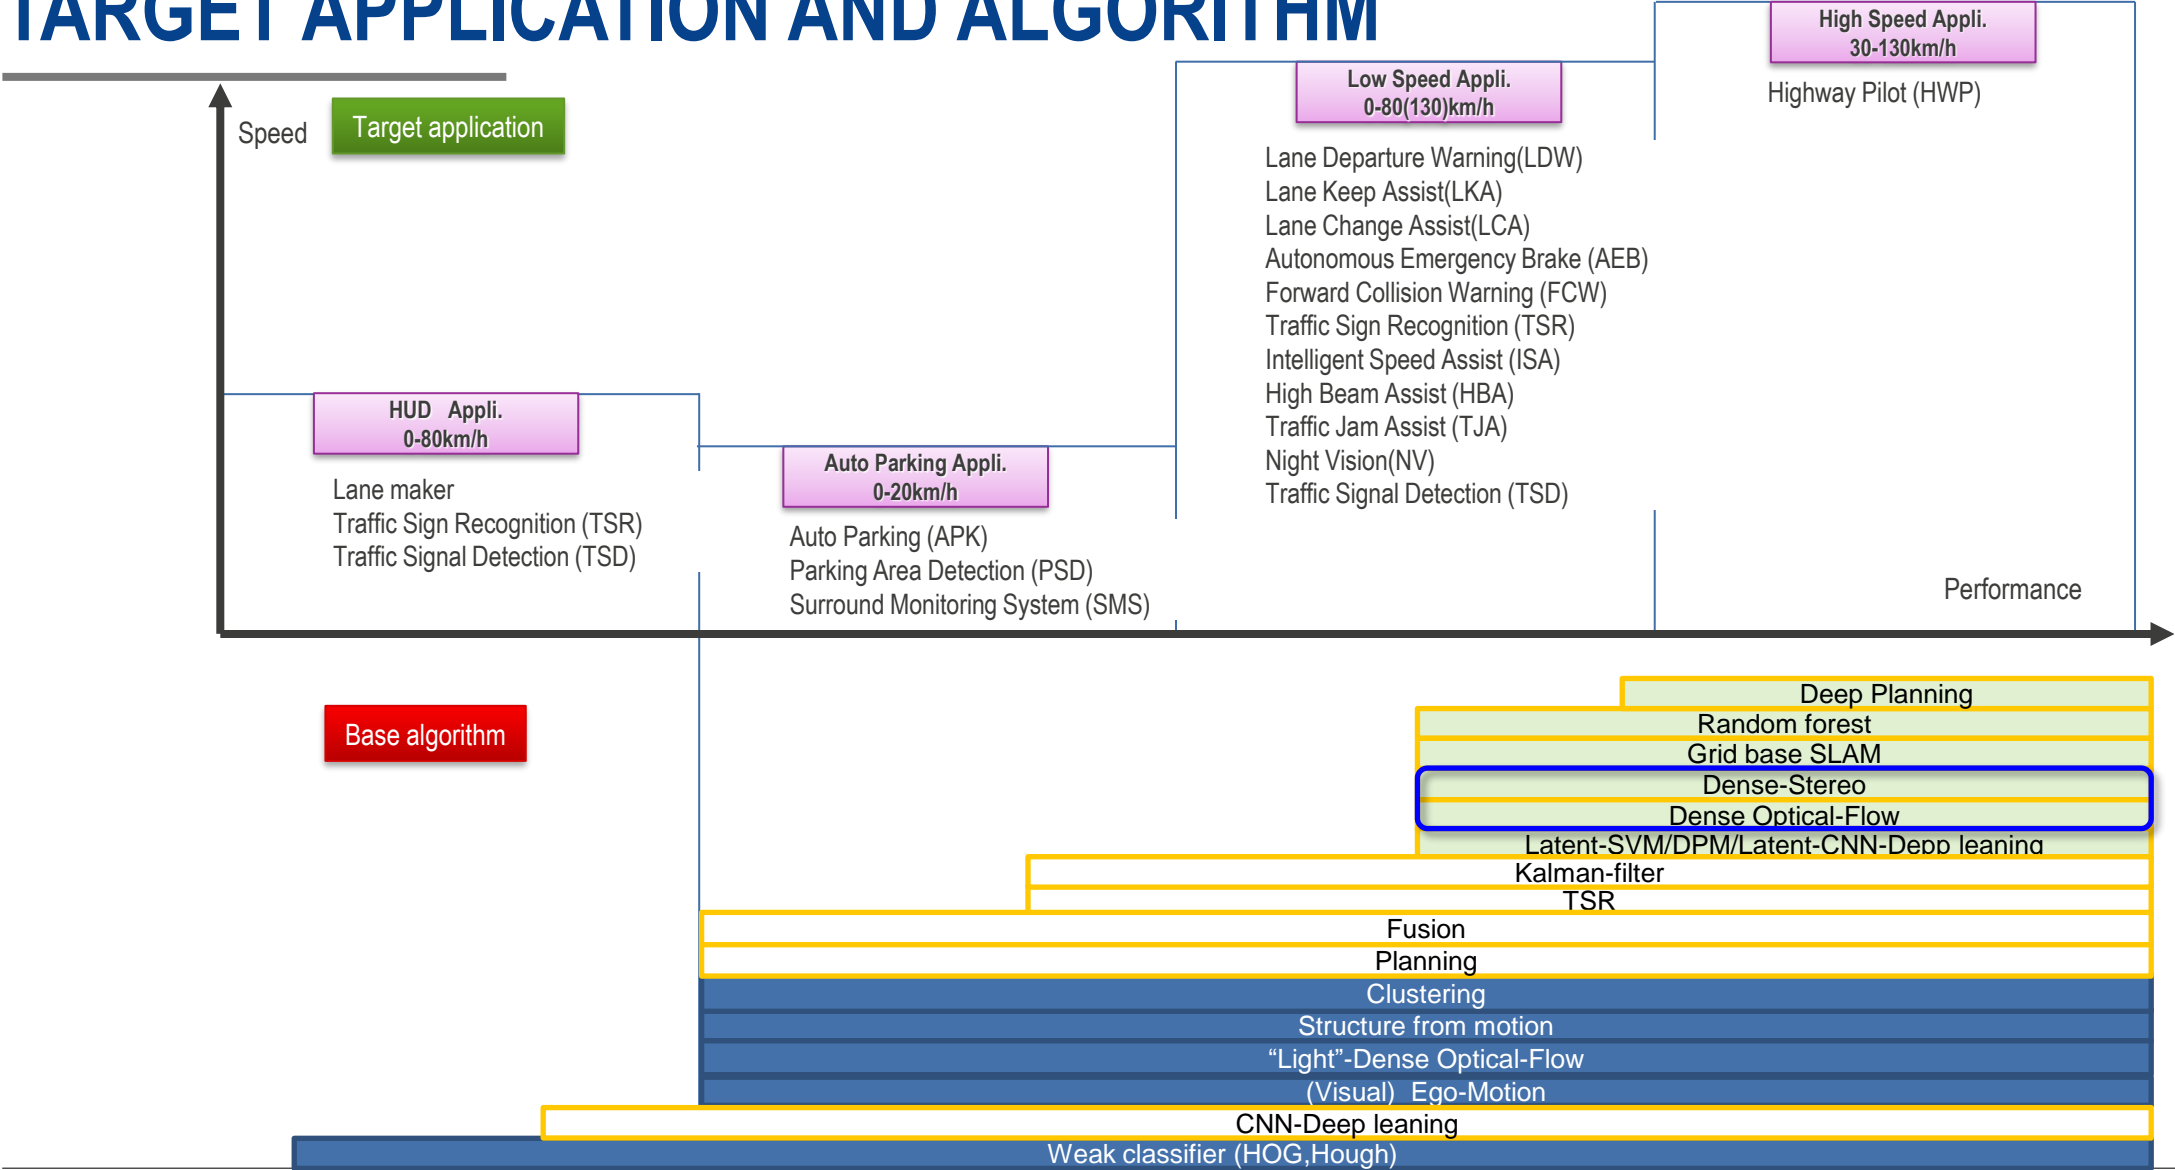 TARGET APPLICATION AND ALGORITHM
High Speed Appli.
30-130km/h
Highway Pilot (HWP)
Low Speed Appli.
0-80(130)km/h
Lane Departure Warning(LDW)
Lane Keep Assist(LKA)
Lane Change Assist(LCA)
Autonomous Emergency Brake (AEB)
Forward Collision Warning (FCW)
Traffic Sign Recognition (TSR)
Intelligent Speed Assist (ISA)
High Beam Assist (HBA)
Traffic Jam Assist (TJA)
Night Vision(NV)
Traffic Signal Detection (TSD)
Speed
Target application
HUD Appli.
0-80km/h
Lane maker
Traffic Sign Recognition (TSR)
Traffic Signal Detection (TSD)
Auto Parking Appli.
0-20km/h
Auto Parking (APK)
Parking Area Detection (PSD)
Surround Monitoring System (SMS)
Performance
Base algorithm
Deep Planning
Random forest
Grid base SLAM
Dense-Stereo
Dense Optical-Flow
Latent-SVM/DPM/Latent-CNN-Depp leaning
Kalman-filter
TSR
Fusion
Planning
Clustering
Structure from motion
“Light”-Dense Optical-Flow
(Visual) Ego-Motion
CNN-Deep leaning
Weak classifier (HOG,Hough)